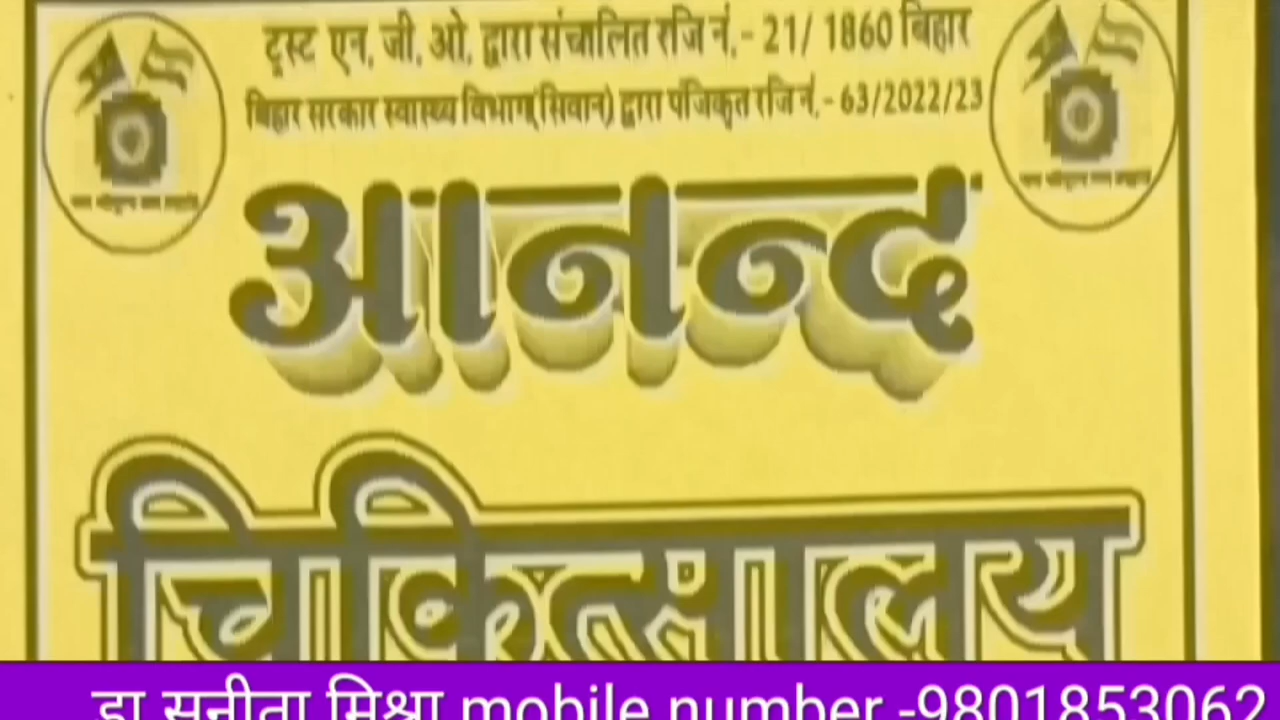 ट्रस्ट एन. जी. ओ. द्वारा संचालित रजि नं.- 21/ 1860 बिहार
बिहार सरकार स्वास्थ्य विभाग(सिवान) द्वारा पंजिकृत रजि नं. - 63/2022/23
आनन्द
चिकित्सालय
डा सुनीता मिश्रा mobile number -9801853062